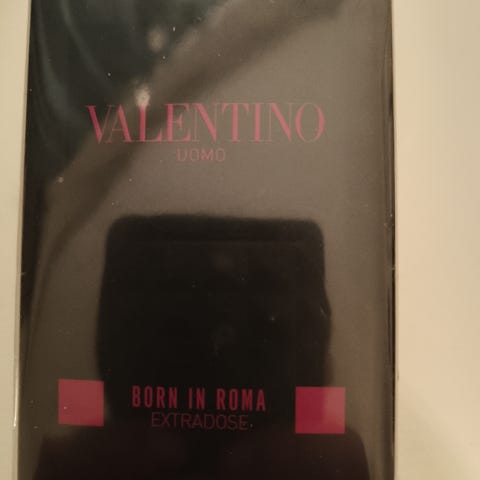 VALENTINO
UOMO
BORN IN ROMA
EXTRADOSE